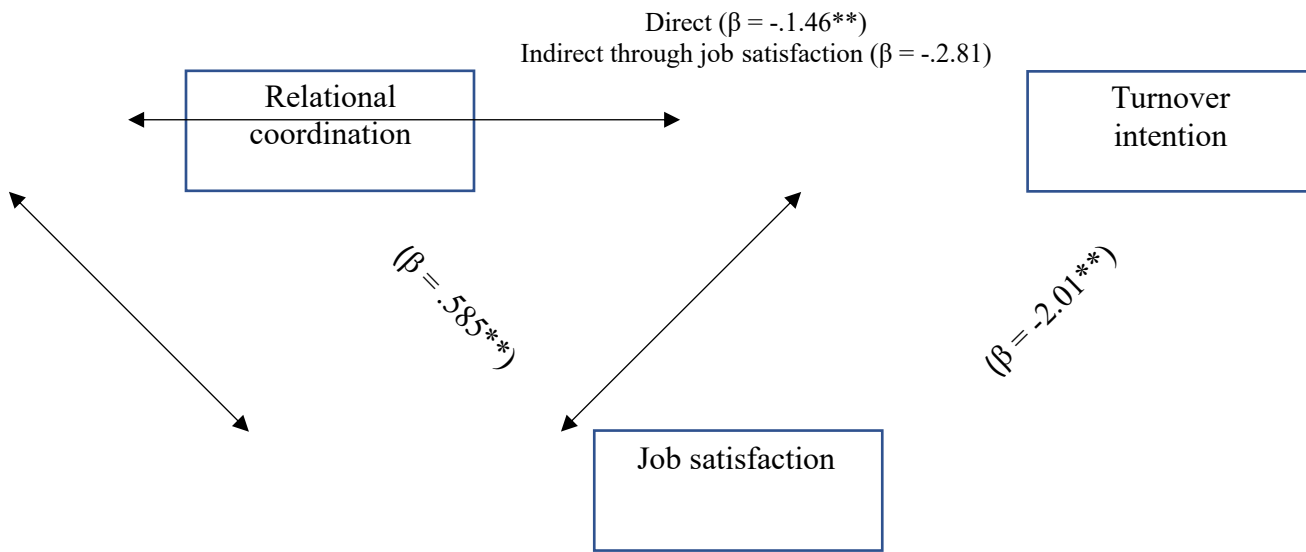 Direct (β = -.1.46**)
Indirect through job satisfaction (β = -.2.81)
Relational
coordination
Turnover
intention
(β = .585**)
(β = -2.01**)
Job satisfaction